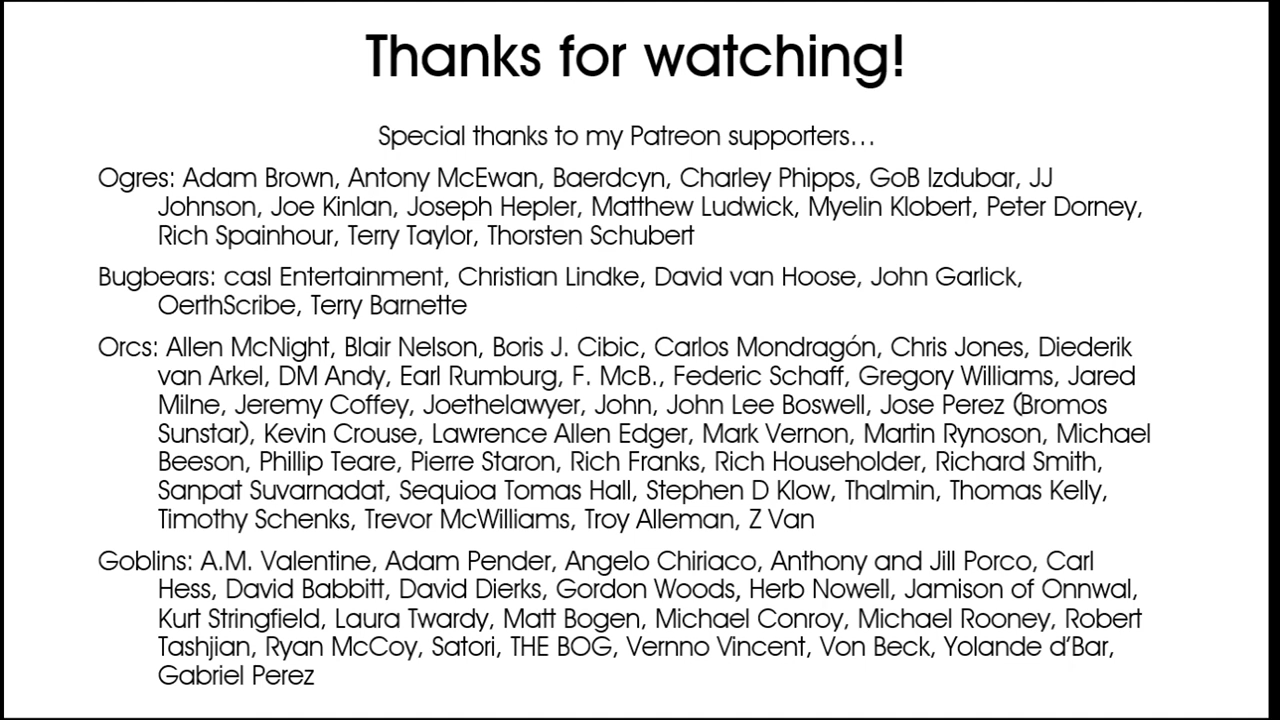 Thanks for watching!
Special thanks to my Patreon supporters…
Ogres: Adam Brown, Antony McEwan, Baerdcyn, Charley Phipps, GoB Izdubar, JJ
Johnson, Joe Kinlan, Joseph Hepler, Matthew Ludwick, Myelin Klobert, Peter Dorney,
Rich Spainhour, Terry Taylor, Thorsten Schubert
Bugbears: casl Entertainment, Christian Lindke, David van Hoose, John Garlick,
OerthScribe, Terry Barnette
Orcs: Allen McNight, Blair Nelson, Boris J. Cibic, Carlos Mondragón, Chris Jones, Diederik
van Arkel, DM Andy, Earl Rumburg, F. McB., Federic Schaff, Gregory Williams, Jared
Milne, Jeremy Coffey, Joethelawyer, John, John Lee Boswell, Jose Perez (Bromos
Sunstar), Kevin Crouse, Lawrence Allen Edger, Mark Vernon, Martin Rynoson, Michael
Beeson, Phillip Teare, Pierre Staron, Rich Franks, Rich Householder, Richard Smith,
Sanpat Suvarnadat, Sequioa Tomas Hall, Stephen D Klow, Thalmin, Thomas Kelly,
Timothy Schenks, Trevor McWilliams, Troy Alleman, Z Van
Goblins: A.M. Valentine, Adam Pender, Angelo Chiriaco, Anthony and Jill Porco, Carl
Hess, David Babbitt, David Dierks, Gordon Woods, Herb Nowell, Jamison of Onnwal,
Kurt Stringfield, Laura Twardy, Matt Bogen, Michael Conroy, Michael Rooney, Robert
Tashjian, Ryan McCoy, Satori, THE BOG, Vernno Vincent, Von Beck, Yolande d’Bar,
Gabriel Perez